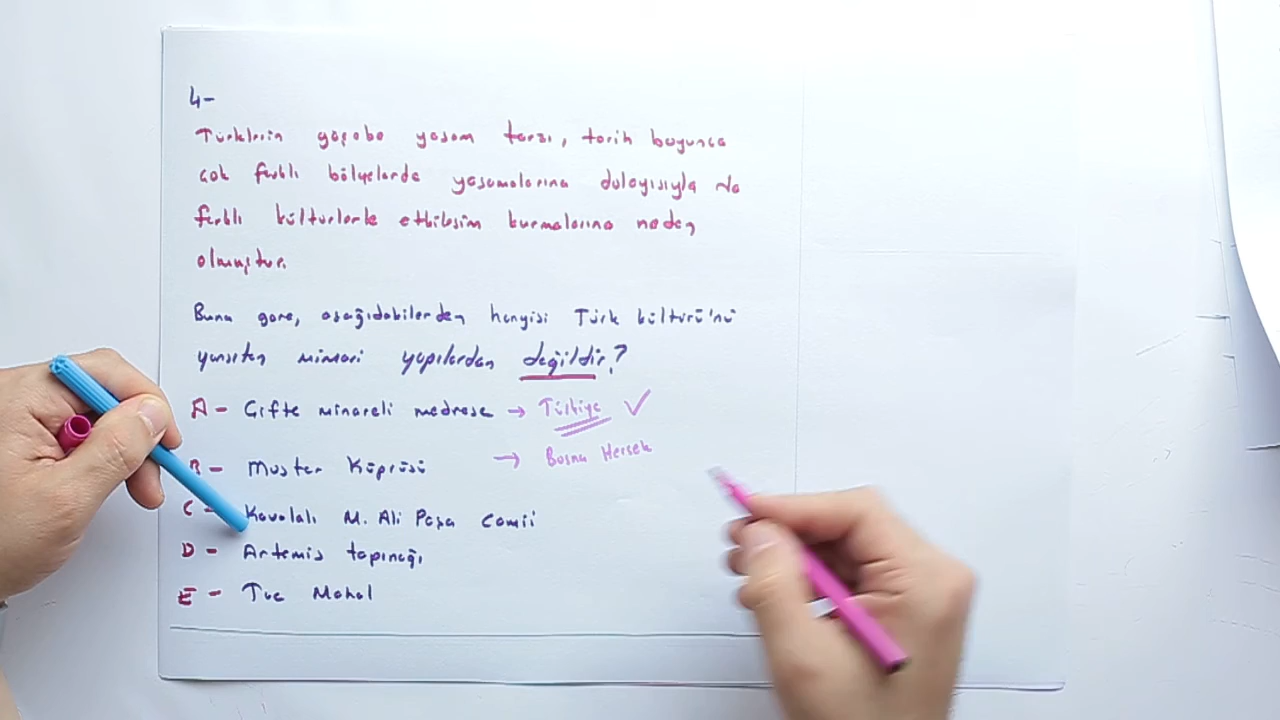 4-
Türklerin göçebe yaşam tarzı, tarih boyunca
çok farklı bölgelerde yaşamalarına dolayısıyla da
farklı kültürlerle etkileşim kurmalarına neden
olmuştur.
Buna göre, aşağıdakilerden hangisi Türk kültürü'nü
yansıtan mimari yapılardan değildir?
A - Çifte minareli medrese → Türkiye ✓
B - Mostar Köprüsü → Bosna Hersek
C - Kavalalı M. Ali Paşa Camii
D - Artemis tapınağı
E - Tac Mahal